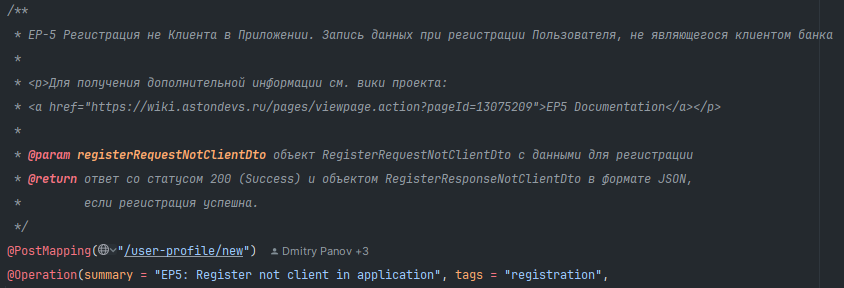 /**
 * EP-5 Регистрация не Клиента в Приложении. Запись данных при регистрации Пользователя, не являющегося клиентом банка
 *
 * <p>Для получения дополнительной информации см. вики проекта:
 * <a href="https://wiki.astondevs.ru/pages/viewpage.action?pageId=13075209">EP5 Documentation</a></p>
 *
 * @param registerRequestNotClientDto объект RegisterRequestNotClientDto с данными для регистрации
 * @return ответ со статусом 200 (Success) и объектом RegisterResponseNotClientDto в формате JSON,
 *         если регистрация успешна.
 */
@PostMapping("/user-profile/new") Dmitry Panov +3
@Operation(summary = "EP5: Register not client in application", tags = "registration",